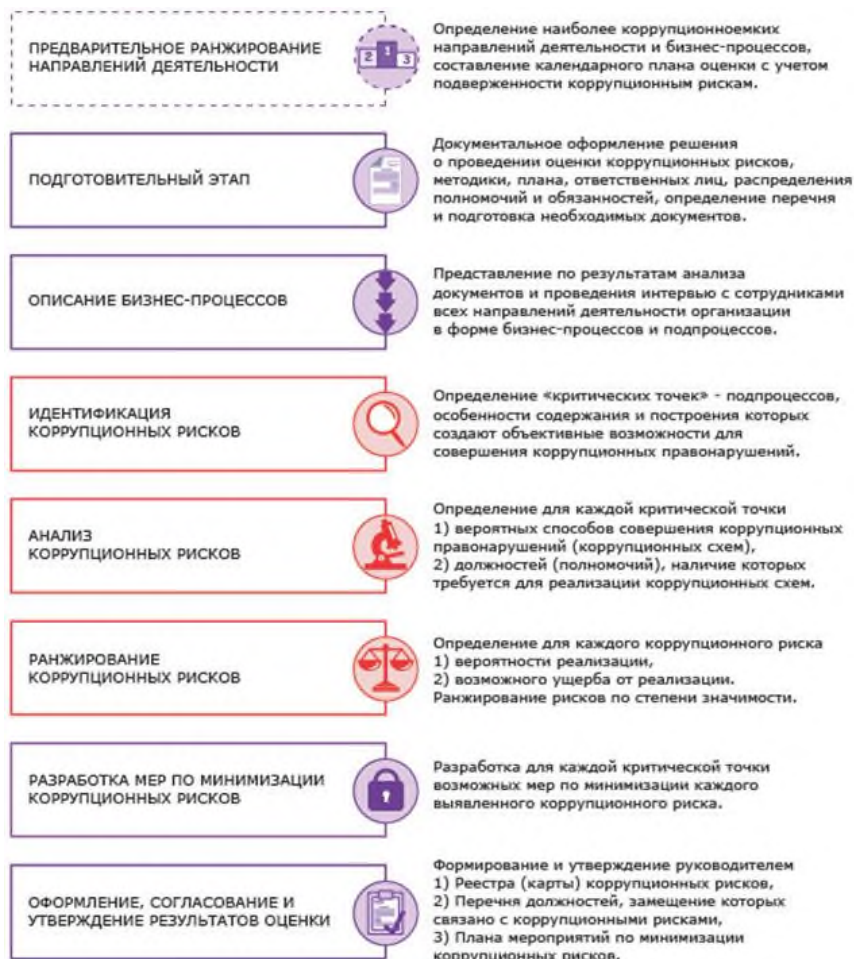 ПРЕДВАРИТЕЛЬНОЕ РАНЖИРОВАНИЕ
НАПРАВЛЕНИЙ ДЕЯТЕЛЬНОСТИ
2 1 3
Определение наиболее коррупционноемких
направлений деятельности и бизнес-процессов,
составление календарного плана оценки с учетом
подверженности коррупционным рискам.
ПОДГОТОВИТЕЛЬНЫЙ ЭТАП
Документальное оформление решения
о проведении оценки коррупционных рисков,
методики, плана, ответственных лиц, распределения
полномочий и обязанностей, определение перечня
и подготовка необходимых документов.
ОПИСАНИЕ БИЗНЕС-ПРОЦЕССОВ
Представление по результатам анализа
документов и проведения интервью с сотрудниками
всех направлений деятельности организации
в форме бизнес-процессов и подпроцессов.
ИДЕНТИФИКАЦИЯ
КОРРУПЦИОННЫХ РИСКОВ
Определение «критических точек» - подпроцессов,
особенности содержания и построения которых
создают объективные возможности для
совершения коррупционных правонарушений.
АНАЛИЗ
КОРРУПЦИОННЫХ РИСКОВ
Определение для каждой критической точки
1) вероятных способов совершения коррупционных
правонарушений (коррупционных схем),
2) должностей (полномочий), наличие которых
требуется для реализации коррупционных схем.
РАНЖИРОВАНИЕ
КОРРУПЦИОННЫХ РИСКОВ
Определение для каждого коррупционного риска
1) вероятности реализации,
2) возможного ущерба от реализации.
Ранжирование рисков по степени значимости.
РАЗРАБОТКА МЕР ПО МИНИМИЗАЦИИ
КОРРУПЦИОННЫХ РИСКОВ
Разработка для каждой критической точки
возможных мер по минимизации каждого
выявленного коррупционного риска.
ОФОРМЛЕНИЕ, СОГЛАСОВАНИЕ И
УТВЕРЖДЕНИЕ РЕЗУЛЬТАТОВ ОЦЕНКИ
Формирование и утверждение руководителем
1) Реестра (карты) коррупционных рисков,
2) Перечня должностей, замещение которых
связано с коррупционными рисками,
3) Плана мероприятий по минимизации
коррупционных рисков.